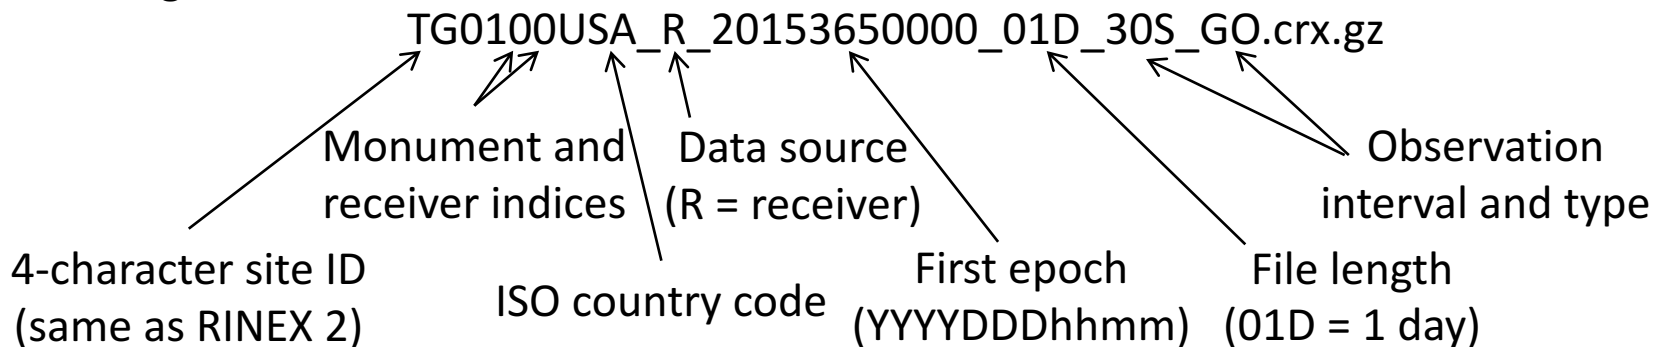 TG0100USA_R_20153650000_01D_30S_GO.crx.gz
Monument and
receiver indices
Data source
(R = receiver)
Observation
interval and type
4-character site ID
(same as RINEX 2)
ISO country code
First epoch
(YYYYDDDhhmm)
File length
(01D = 1 day)